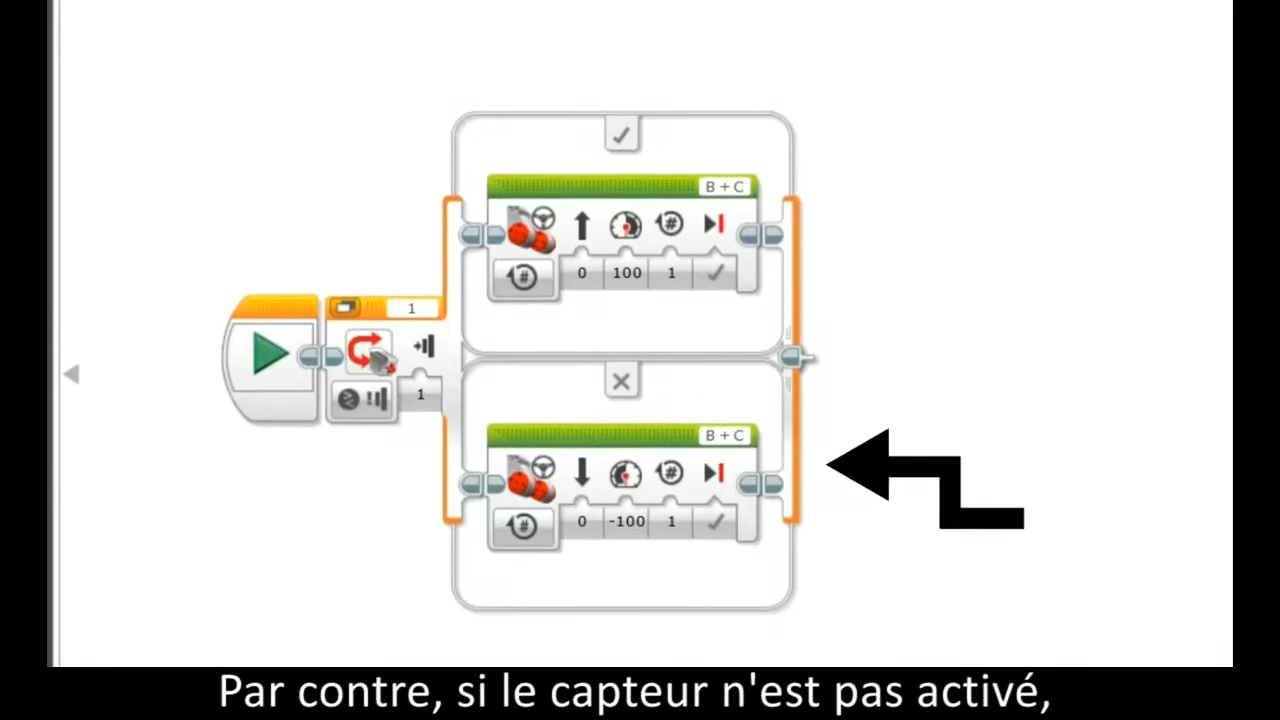 B + C
0 100 1
1
1
B + C
0 -100 1
Par contre, si le capteur n'est pas activé,